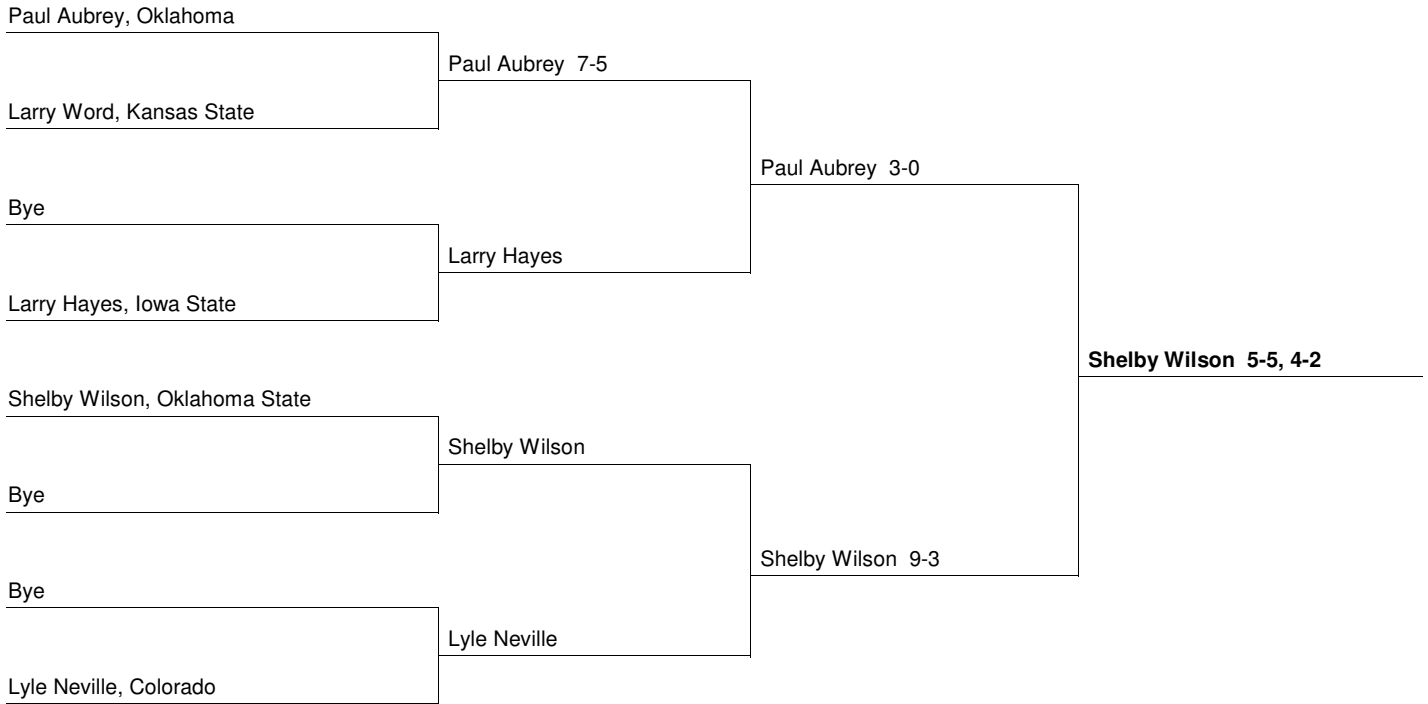 Paul Aubrey, Oklahoma
Paul Aubrey 7-5
Larry Word, Kansas State
Paul Aubrey 3-0
Bye
Larry Hayes
Larry Hayes, Iowa State
Shelby Wilson 5-5, 4-2
Shelby Wilson, Oklahoma State
Shelby Wilson
Bye
Shelby Wilson 9-3
Bye
Lyle Neville
Lyle Neville, Colorado